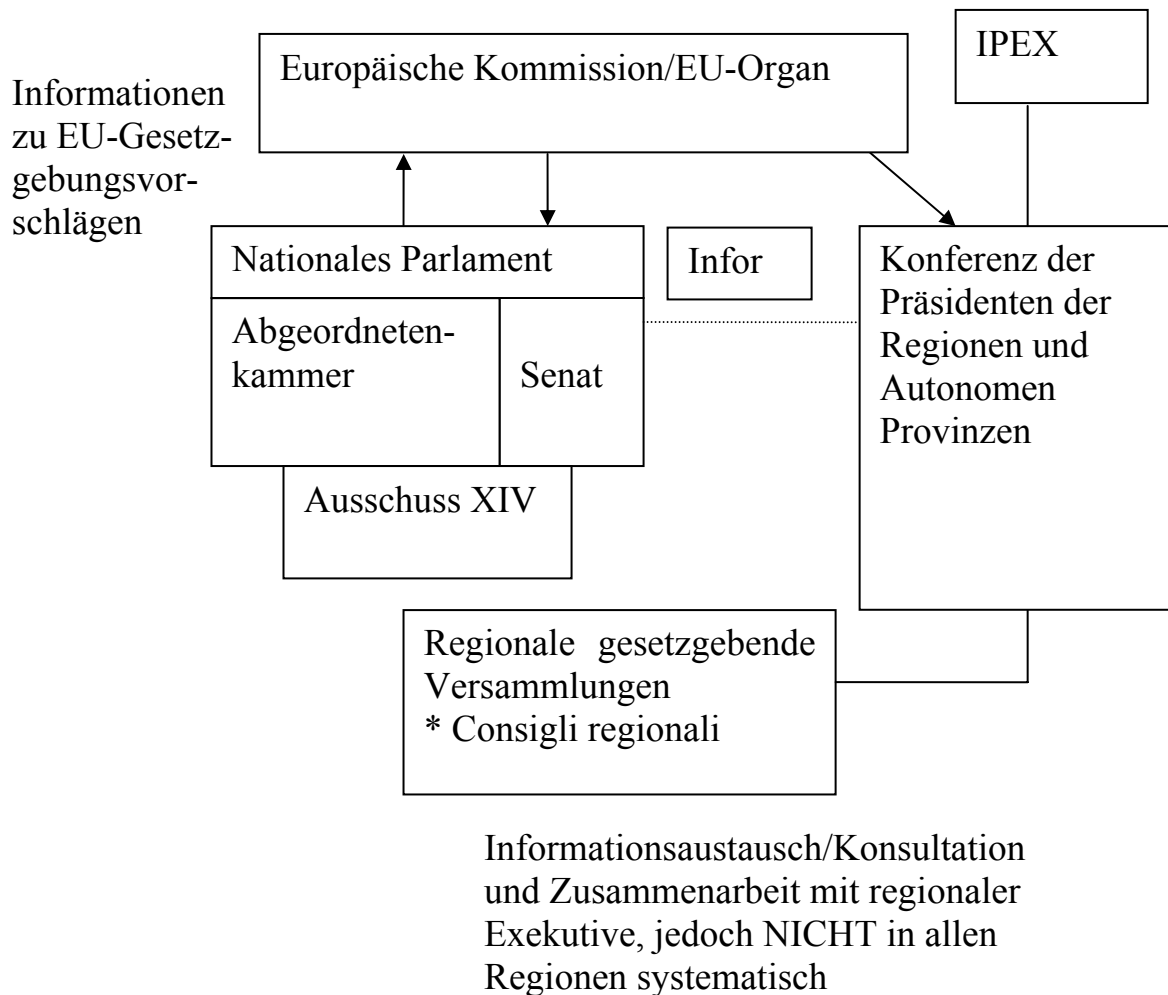 IPEX
Europäische Kommission/EU-Organ
Informationen
zu EU-Gesetz-
gebungsvor-
schlägen
Nationales Parlament
Infor
Konferenz der
Präsidenten der
Regionen und
Autonomen
Provinzen
Abgeordneten-
kammer
Senat
Ausschuss XIV
Regionale gesetzgebende
Versammlungen
* Consigli regionali
Informationsaustausch/Konsultation
und Zusammenarbeit mit regionaler
Exekutive, jedoch NICHT in allen
Regionen systematisch